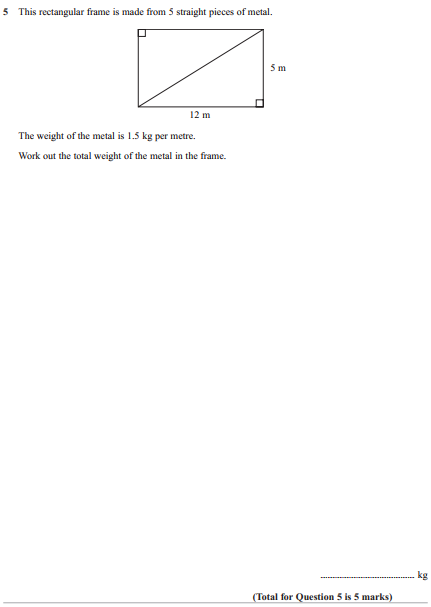 5 This rectangular frame is made from 5 straight pieces of metal.
5 m
12 m
The weight of the metal is 1.5 kg per metre.
Work out the total weight of the metal in the frame.
.......................................... kg
(Total for Question 5 is 5 marks)